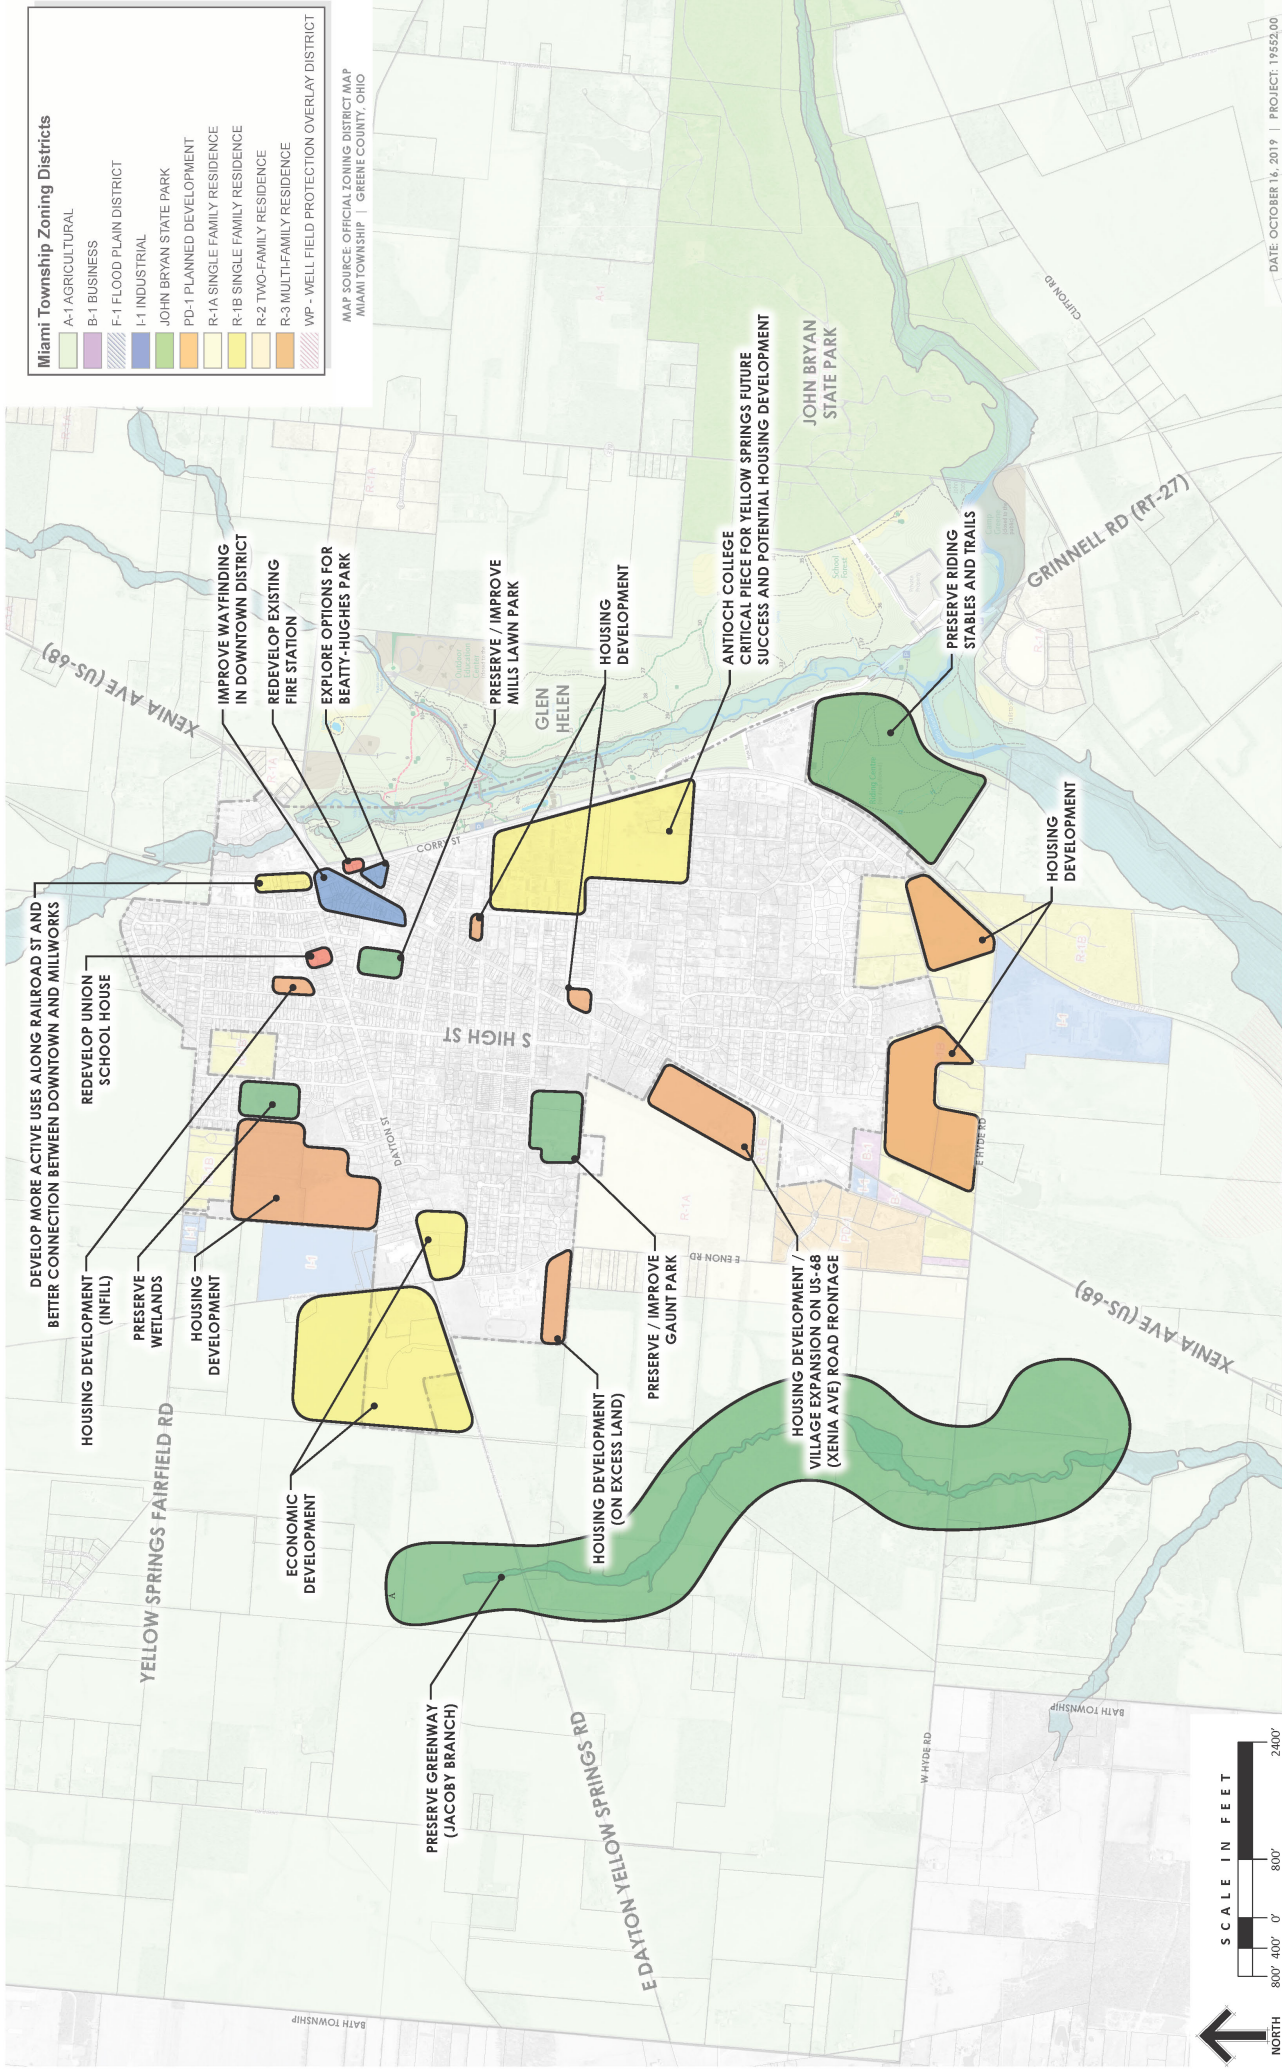 Miami Township Zoning Districts
A-1 AGRICULTURAL
B-1 BUSINESS
F-1 FLOOD PLAIN DISTRICT
I-1 INDUSTRIAL
JOHN BRYAN STATE PARK
PD-1 PLANNED DEVELOPMENT
R-1A SINGLE FAMILY RESIDENCE
R-1B SINGLE FAMILY RESIDENCE
R-2 TWO-FAMILY RESIDENCE
R-3 MULTI-FAMILY RESIDENCE
WP - WELL FIELD PROTECTION OVERLAY DISTRICT
MAP SOURCE: OFFICIAL ZONING DISTRICT MAP
MIAMI TOWNSHIP | GREENE COUNTY, OHIO
DEVELOP MORE ACTIVE USES ALONG RAILROAD ST AND
BETTER CONNECTION BETWEEN DOWNTOWN AND MILLWORKS
REDEVELOP UNION
SCHOOL HOUSE
HOUSING DEVELOPMENT
(INFILL)
PRESERVE
WETLANDS
HOUSING
DEVELOPMENT
YELLOW SPRINGS FAIRFIELD RD
ECONOMIC
DEVELOPMENT
PRESERVE GREENWAY
(JACOBY BRANCH)
E DAYTON YELLOW SPRINGS RD
HOUSING DEVELOPMENT
(ON EXCESS LAND)
PRESERVE / IMPROVE
GAUNT PARK
HOUSING DEVELOPMENT /
VILLAGE EXPANSION ON US-68
(XENIA AVE) ROAD FRONTAGE
XENIA AVE (US-68)
IMPROVE WAYFINDING
IN DOWNTOWN DISTRICT
REDEVELOP EXISTING
FIRE STATION
EXPLORE OPTIONS FOR
BEATTY-HUGHES PARK
PRESERVE / IMPROVE
MILLS LAWN PARK
GLEN
HELEN
HOUSING
DEVELOPMENT
ANTIOCH COLLEGE
CRITICAL PIECE FOR YELLOW SPRINGS FUTURE
SUCCESS AND POTENTIAL HOUSING DEVELOPMENT
JOHN BRYAN
STATE PARK
PRESERVE RIDING
STABLES AND TRAILS
GRINNELL RD (RT-27)
CLIFTON RD
HOUSING
DEVELOPMENT
XENIA AVE (US-68)
CORRY ST
S HIGH ST
DAYTON ST
E ENON RD
E HYDE RD
W HYDE RD
BATH TOWNSHIP
BATH TOWNSHIP
R-1A
R-1A
R-1B
I-1
I-1
A-1
School
Forest
Riding Centre
SCALE IN FEET
800' 400' 0' 800' 2400'
NORTH
DATE: OCTOBER 16, 2019 | PROJECT: 19552.00